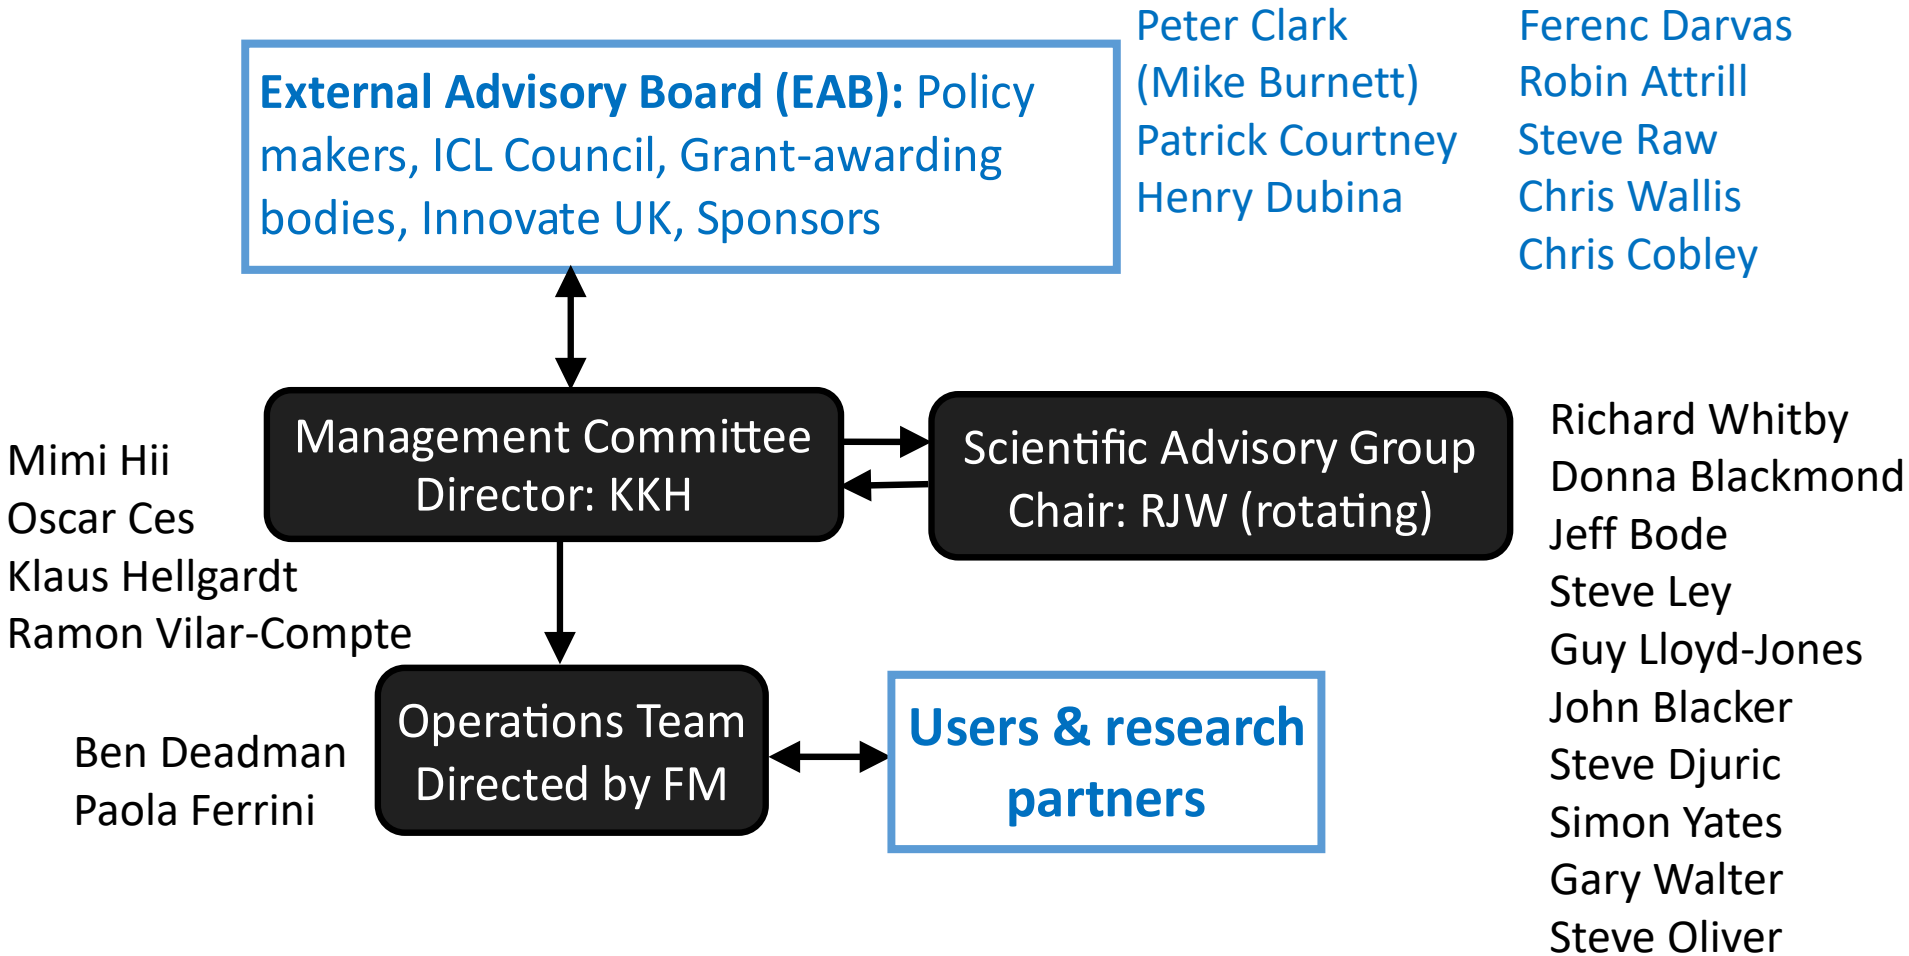 External Advisory Board (EAB): Policy
makers, ICL Council, Grant-awarding
bodies, Innovate UK, Sponsors
Peter Clark
(Mike Burnett)
Patrick Courtney
Henry Dubina
Ferenc Darvas
Robin Attrill
Steve Raw
Chris Wallis
Chris Cobley
Mimi Hii
Oscar Ces
Klaus Hellgardt
Ramon Vilar-Compte
Management Committee
Director: KKH
Scientific Advisory Group
Chair: RJW (rotating)
Richard Whitby
Donna Blackmond
Jeff Bode
Steve Ley
Guy Lloyd-Jones
John Blacker
Steve Djuric
Simon Yates
Gary Walter
Steve Oliver
Ben Deadman
Paola Ferrini
Operations Team
Directed by FM
Users & research
partners